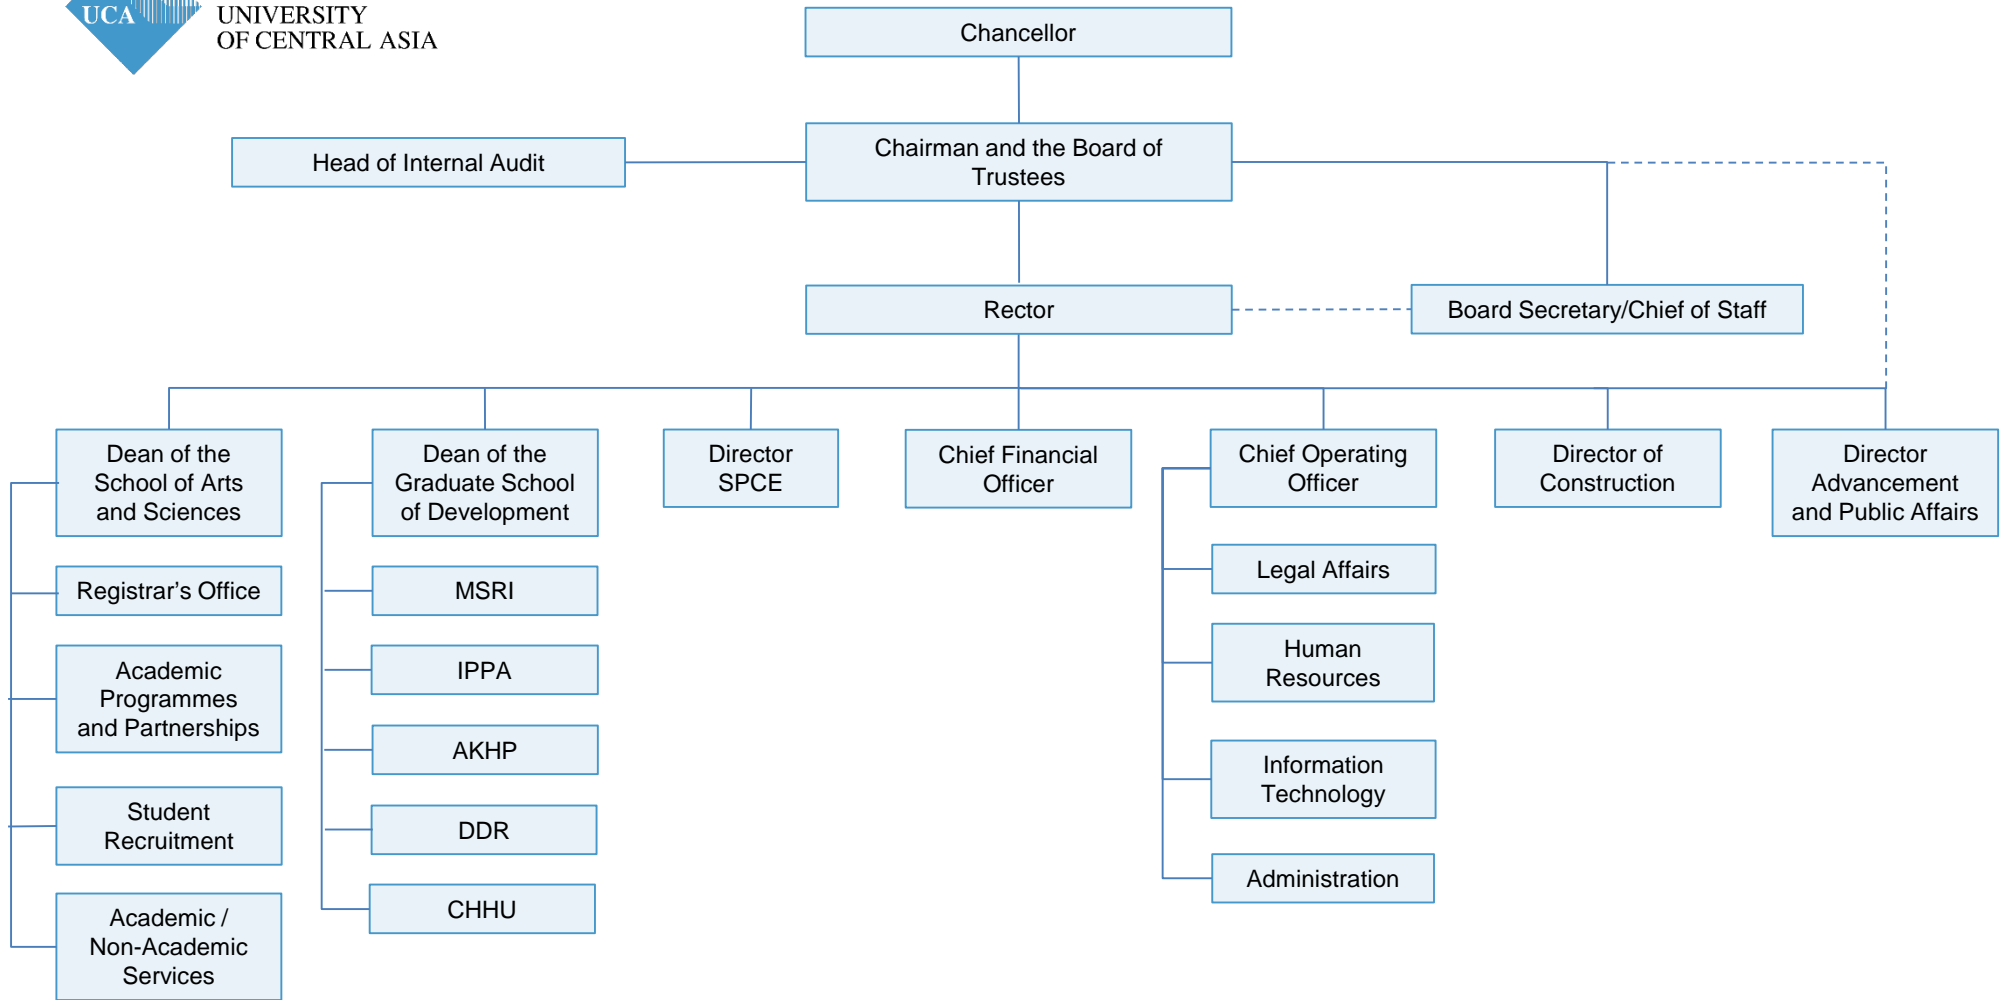 UCA
UNIVERSITY
OF CENTRAL ASIA
Chancellor
Head of Internal Audit
Chairman and the Board of
Trustees
Rector
Board Secretary/Chief of Staff
Dean of the
School of Arts
and Sciences
Dean of the
Graduate School
of Development
Director
SPCE
Chief Financial
Officer
Chief Operating
Officer
Director of
Construction
Director
Advancement
and Public Affairs
Registrar’s Office
Academic
Programmes
and Partnerships
Student
Recruitment
Academic /
Non-Academic
Services
MSRI
IPPA
AKHP
DDR
CHHU
Legal Affairs
Human
Resources
Information
Technology
Administration